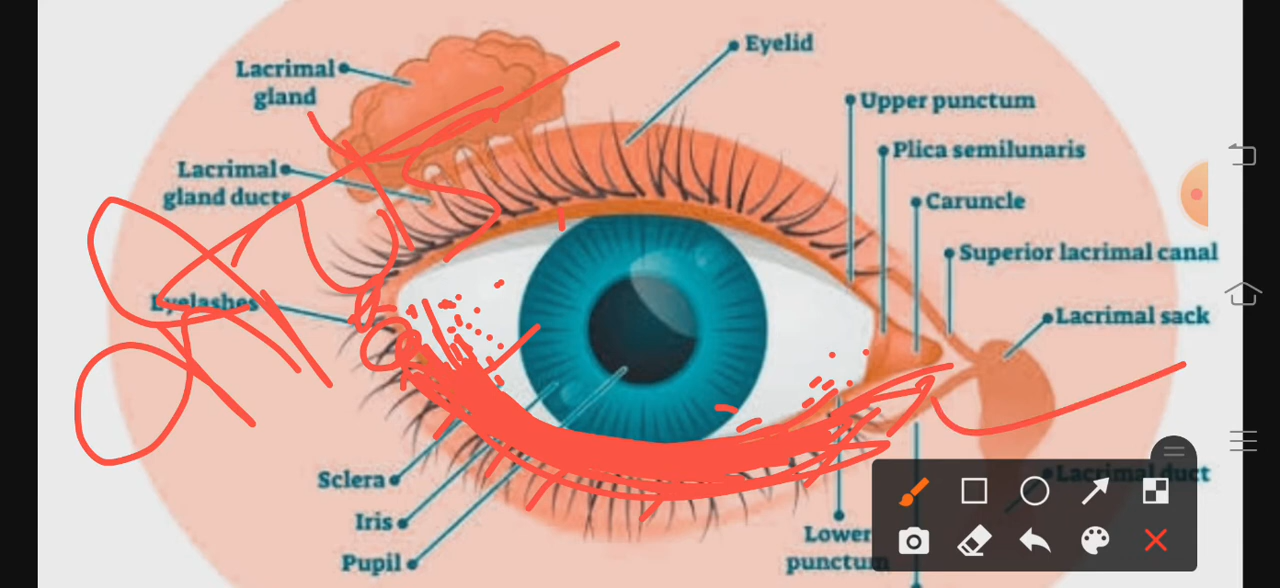 Lacrimal
gland
Eyelid
Upper punctum
Plica semilunaris
Lacrimal
gland ducts
Caruncle
Superior lacrimal canal
Eyelashes
Lacrimal sack
Lacrimal duct
Sclera
Iris
Pupil
Lower
punctum